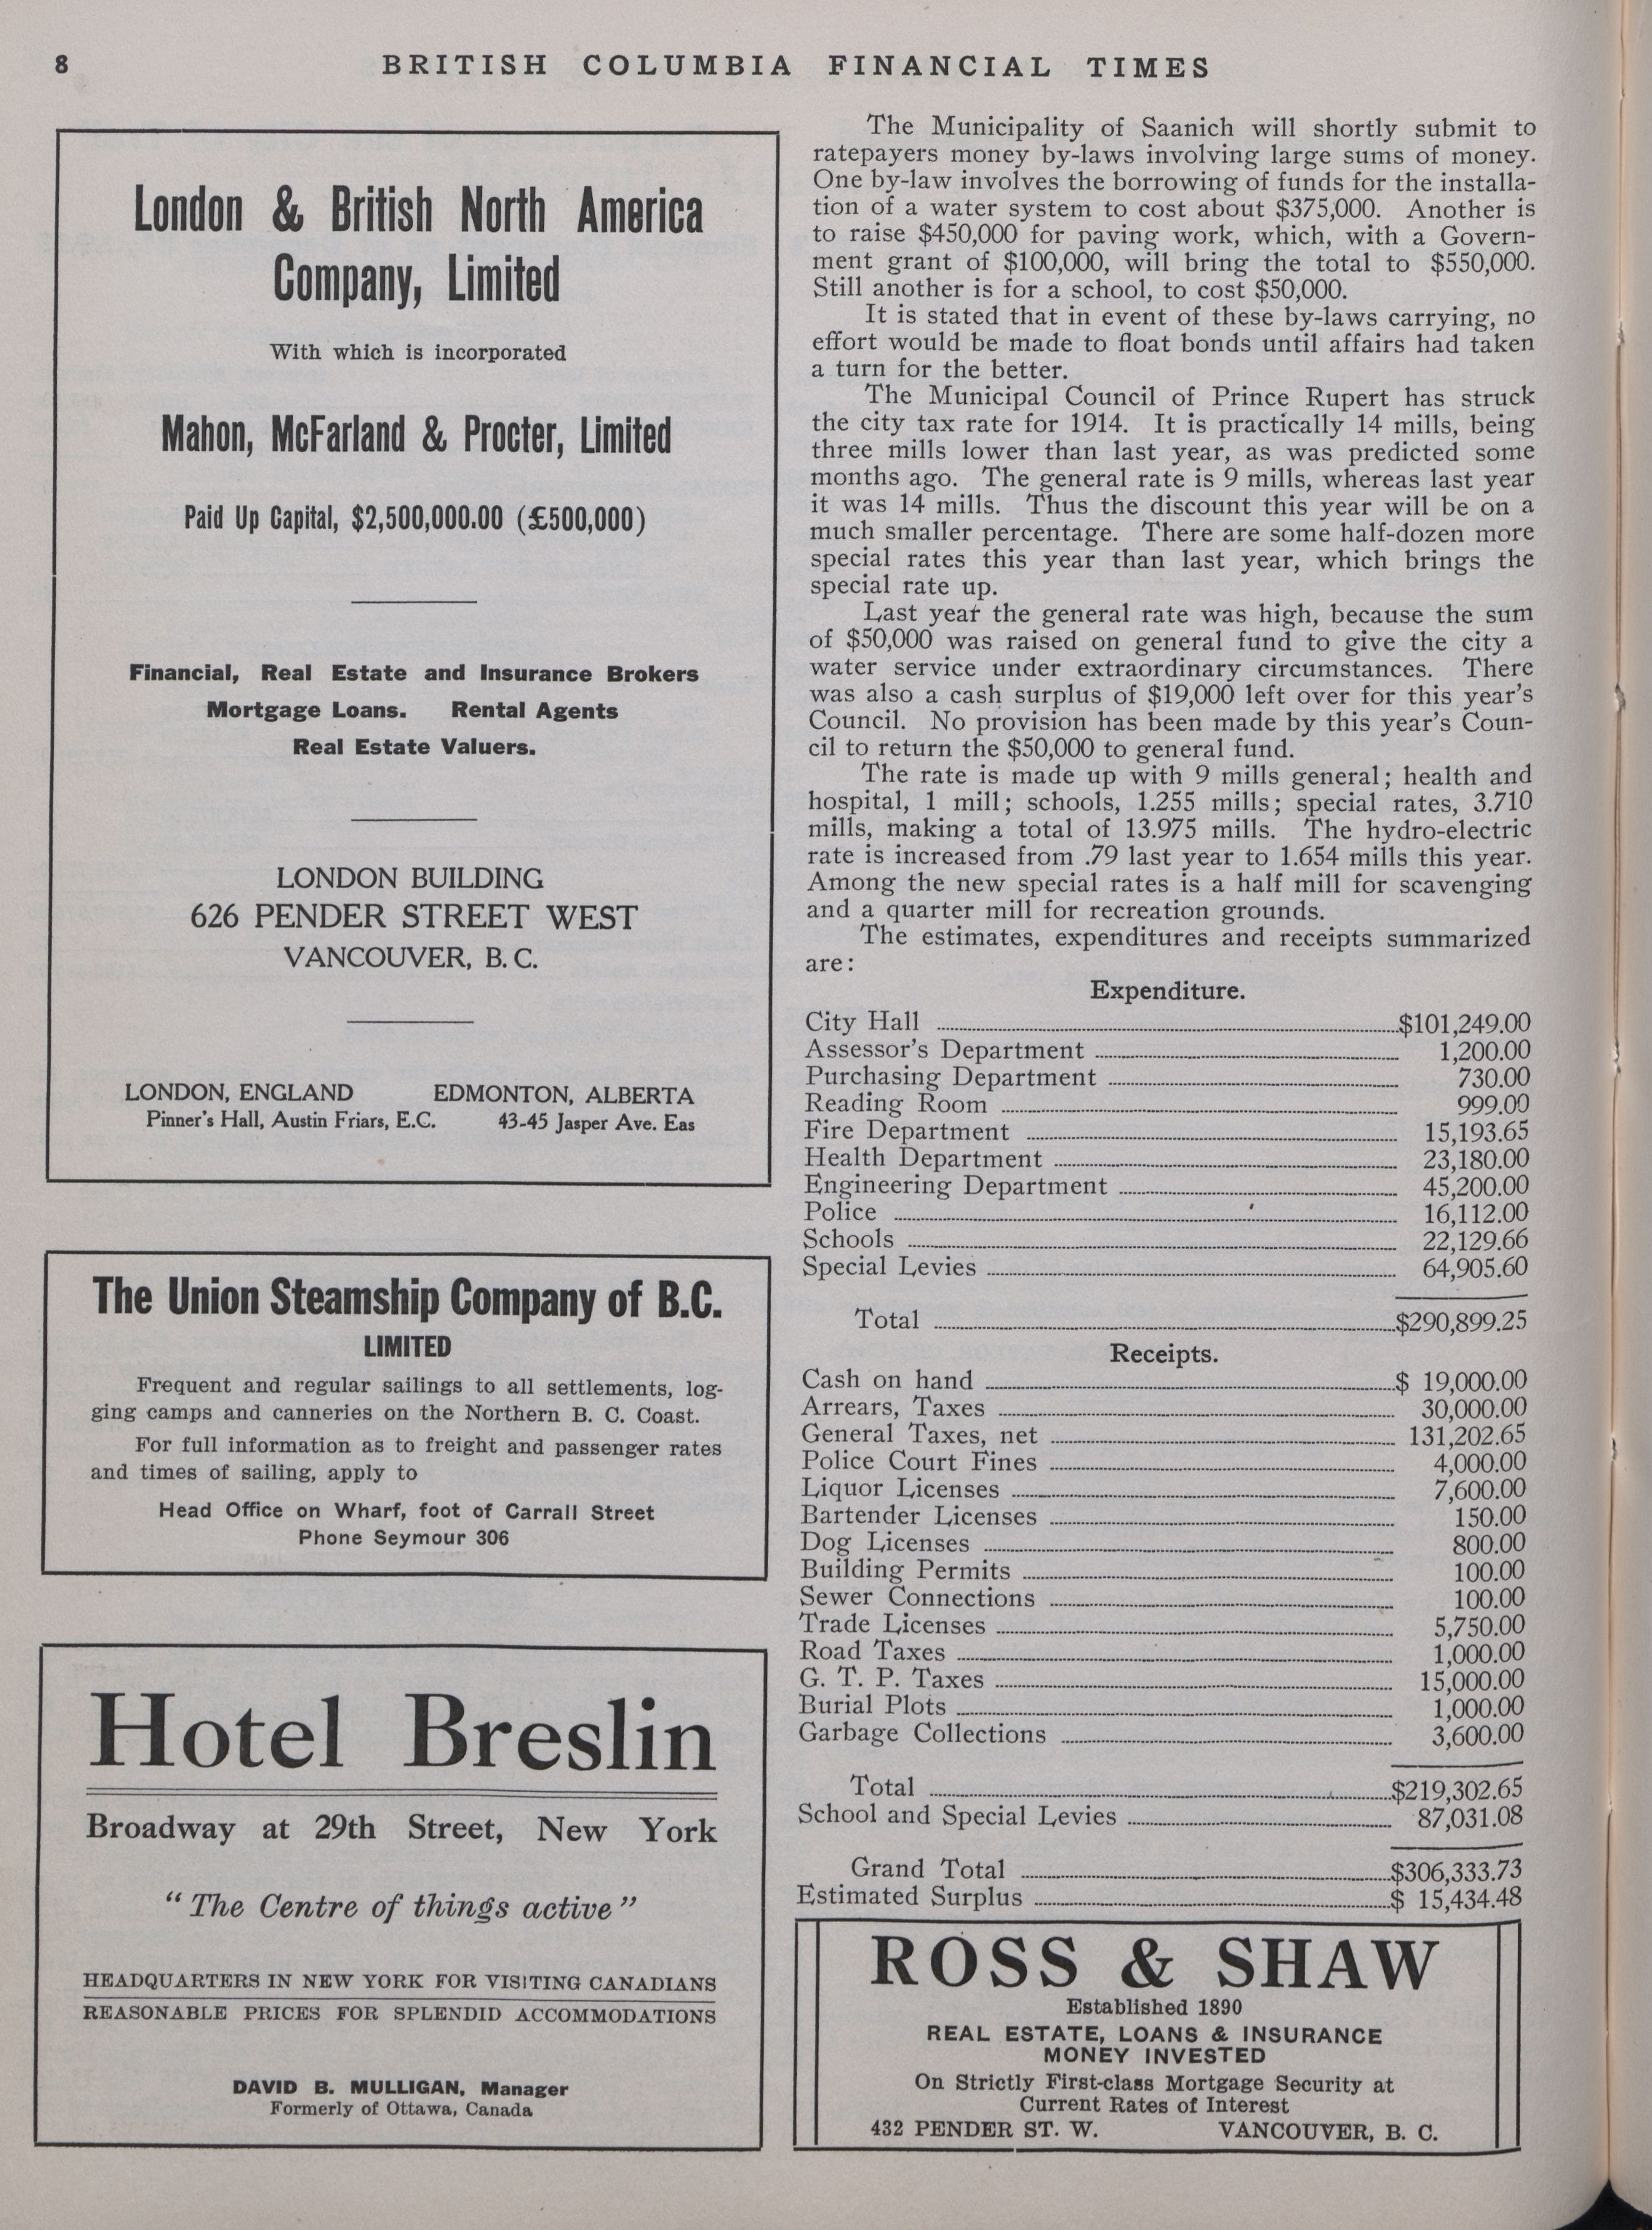 8
BRITISH COLUMBIA FINANCIAL TIMES
London & British North America
Company, Limited
With which is incorporated
Mahon, McFarland & Procter, Limited
Paid Up Capital, $2,500,000.00 (£500,000)
Financial, Real Estate and Insurance Brokers
Mortgage Loans. Rental Agents
Real Estate Valuers.
LONDON BUILDING
626 PENDER STREET WEST
VANCOUVER, B. C.
LONDON, ENGLAND EDMONTON, ALBERTA
Pinner's Hall, Austin Friars, E.C. 43-45 Jasper Ave. Eas
The Union Steamship Company of B.C.
LIMITED
Frequent and regular sailings to all settlements, log-
ging camps and canneries on the Northern B. C. Coast.
For full information as to freight and passenger rates
and times of sailing, apply to
Head Office on Wharf, foot of Carrall Street
Phone Seymour 306
Hotel Breslin
Broadway at 29th Street, New York
"The Centre of things active"
HEADQUARTERS IN NEW YORK FOR VISITING CANADIANS
REASONABLE PRICES FOR SPLENDID ACCOMMODATIONS
DAVID B. MULLIGAN, Manager
Formerly of Ottawa, Canada
The Municipality of Saanich will shortly submit to
ratepayers money by-laws involving large sums of money.
One by-law involves the borrowing of funds for the installa-
tion of a water system to cost about $375,000. Another is
to raise $450,000 for paving work, which, with a Govern-
ment grant of $100,000, will bring the total to $550,000.
Still another is for a school, to cost $50,000.
It is stated that in event of these by-laws carrying, no
effort would be made to float bonds until affairs had taken
a turn for the better.
The Municipal Council of Prince Rupert has struck
the city tax rate for 1914. It is practically 14 mills, being
three mills lower than last year, as was predicted some
months ago. The general rate is 9 mills, whereas last year
it was 14 mills. Thus the discount this year will be on a
much smaller percentage. There are some half-dozen more
special rates this year than last year, which brings the
special rate up.
Last year the general rate was high, because the sum
of $50,000 was raised on general fund to give the city a
water service under extraordinary circumstances. There
was also a cash surplus of $19,000 left over for this year's
Council. No provision has been made by this year's Coun-
cil to return the $50,000 to general fund.
The rate is made up with 9 mills general; health and
hospital, 1 mill; schools, 1.255 mills; special rates, 3.710
mills, making a total of 13.975 mills. The hydro-electric
rate is increased from .79 last year to 1.654 mills this year.
Among the new special rates is a half mill for scavenging
and a quarter mill for recreation grounds.
The estimates, expenditures and receipts summarized
are:
Expenditure.
City Hall $101,249.00
Assessor's Department 1,200.00
Purchasing Department 730.00
Reading Room 999.00
Fire Department 15,193.65
Health Department 23,180.00
Engineering Department 45,200.00
Police 16,112.00
Schools 22,129.66
Special Levies 64,905.60
Total $290,899.25
Receipts.
Cash on hand $ 19,000.00
Arrears, Taxes 30,000.00
General Taxes, net 131,202.65
Police Court Fines 4,000.00
Liquor Licenses 7,600.00
Bartender Licenses 150.00
Dog Licenses 800.00
Building Permits 100.00
Sewer Connections 100.00
Trade Licenses 5,750.00
Road Taxes 1,000.00
G. T. P. Taxes 15,000.00
Burial Plots 1,000.00
Garbage Collections 3,600.00
Total $219,302.65
School and Special Levies 87,031.08
Grand Total $306,333.73
Estimated Surplus $ 15,434.48
ROSS & SHAW
Established 1890
REAL ESTATE, LOANS & INSURANCE
MONEY INVESTED
On Strictly First-class Mortgage Security at
Current Rates of Interest
432 PENDER ST. W. VANCOUVER, B. C.